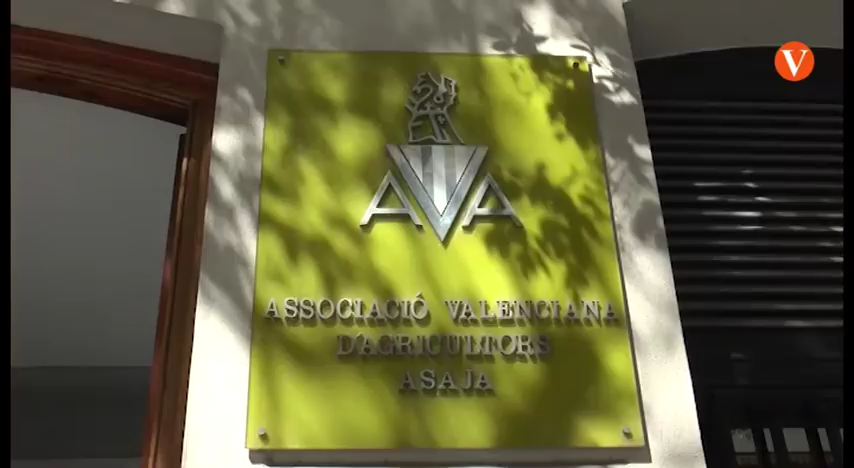 V
AVA
ASSOCIACIÓ VALENCIANA
D'AGRICULTORS
ASAJA